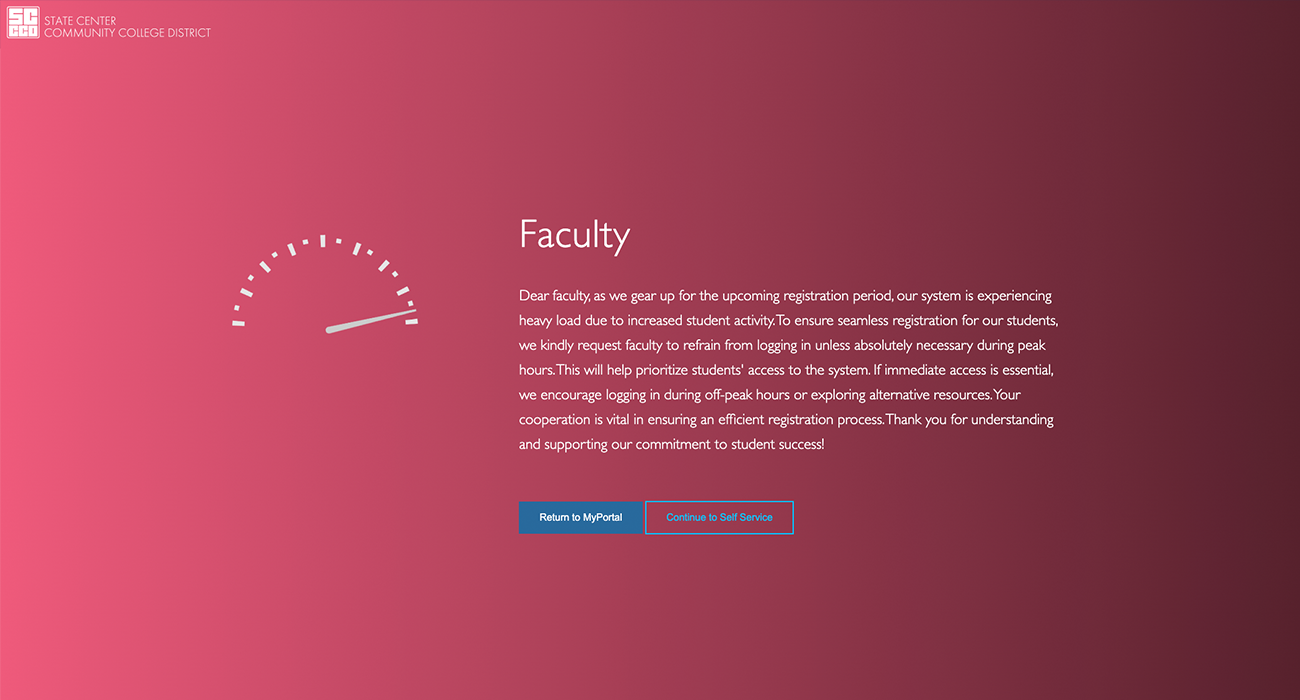 SC
CCD
STATE CENTER
COMMUNITY COLLEGE DISTRICT
Faculty
Dear faculty, as we gear up for the upcoming registration period, our system is experiencing
heavy load due to increased student activity. To ensure seamless registration for our students,
we kindly request faculty to refrain from logging in unless absolutely necessary during peak
hours. This will help prioritize students' access to the system. If immediate access is essential,
we encourage logging in during off-peak hours or exploring alternative resources. Your
cooperation is vital in ensuring an efficient registration process. Thank you for understanding
and supporting our commitment to student success!
Return to MyPortal
Continue to Self Service